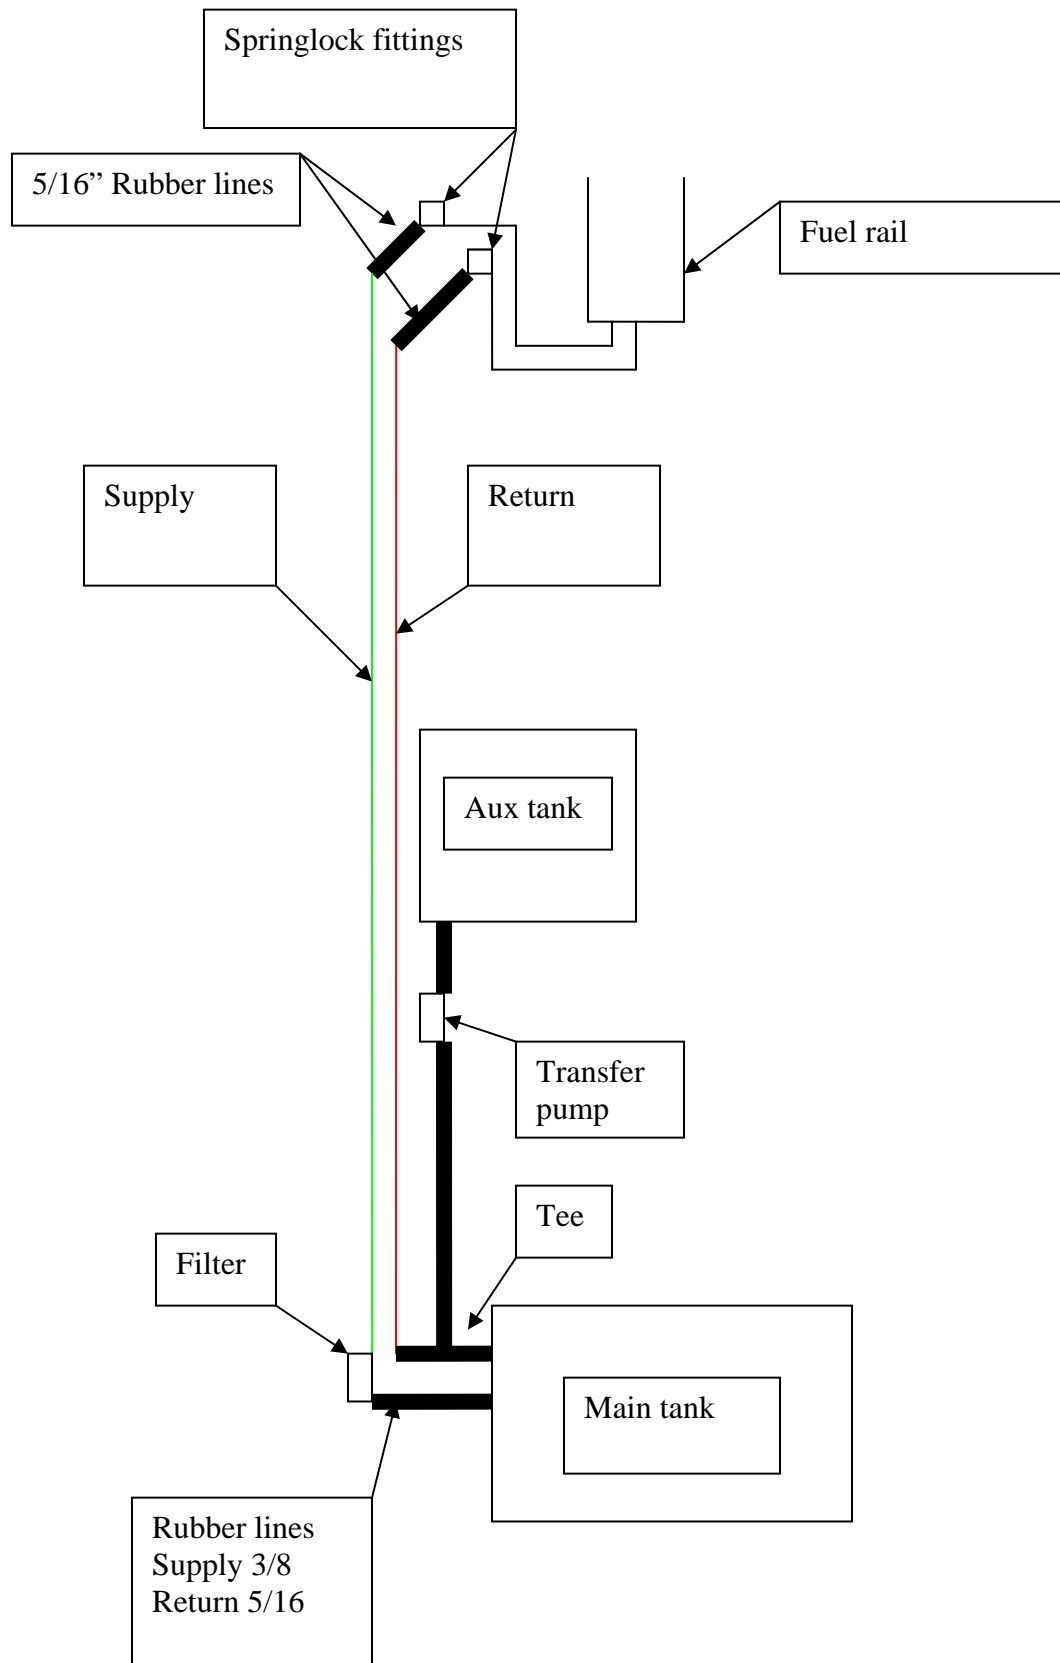 Springlock fittings
5/16” Rubber lines
Fuel rail
Supply
Return
Aux tank
Transfer
pump
Tee
Filter
Main tank
Rubber lines
Supply 3/8
Return 5/16